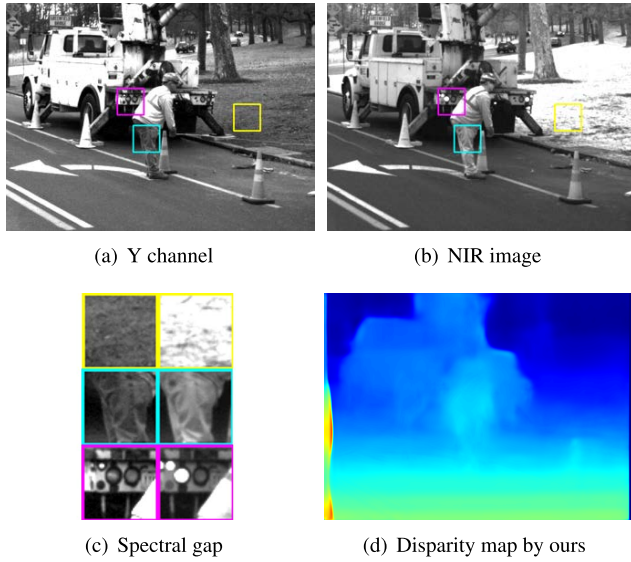 (a) Y channel
(b) NIR image
(c) Spectral gap
(d) Disparity map by ours